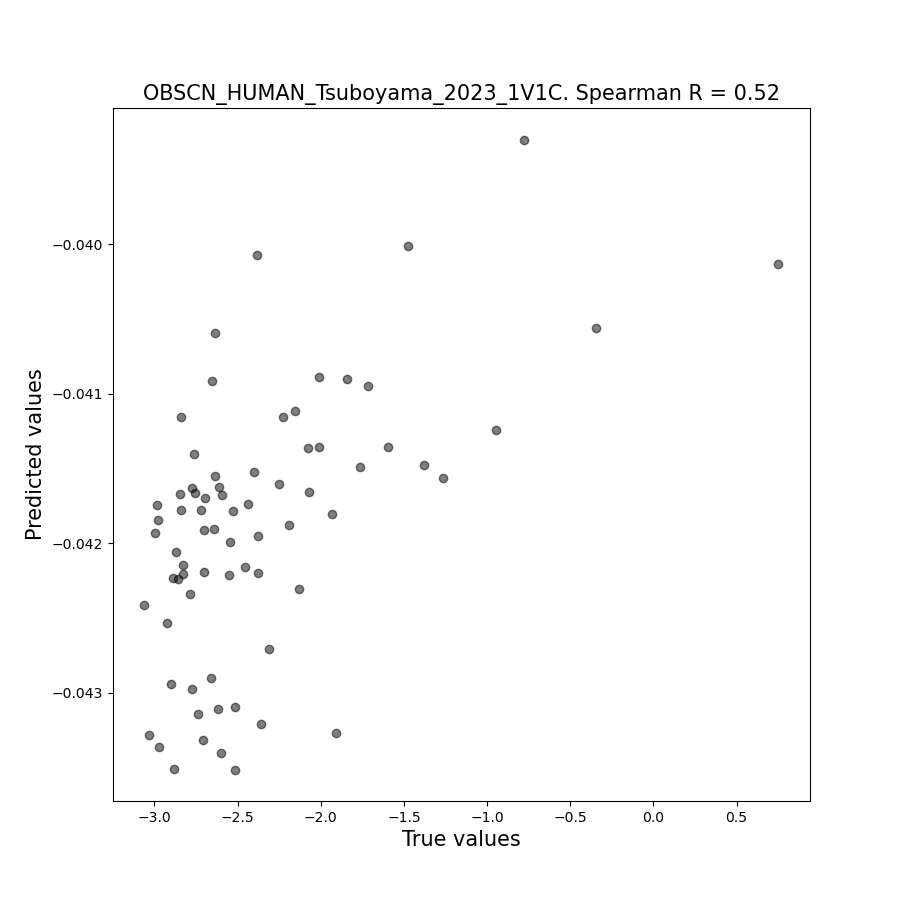 OBSCN_HUMAN_Tsuboyama_2023_1V1C. Spearman R = 0.52
Predicted values
−0.040
−0.041
−0.042
−0.043
−3.0 −2.5 −2.0 −1.5 −1.0 −0.5 0.0 0.5
True values